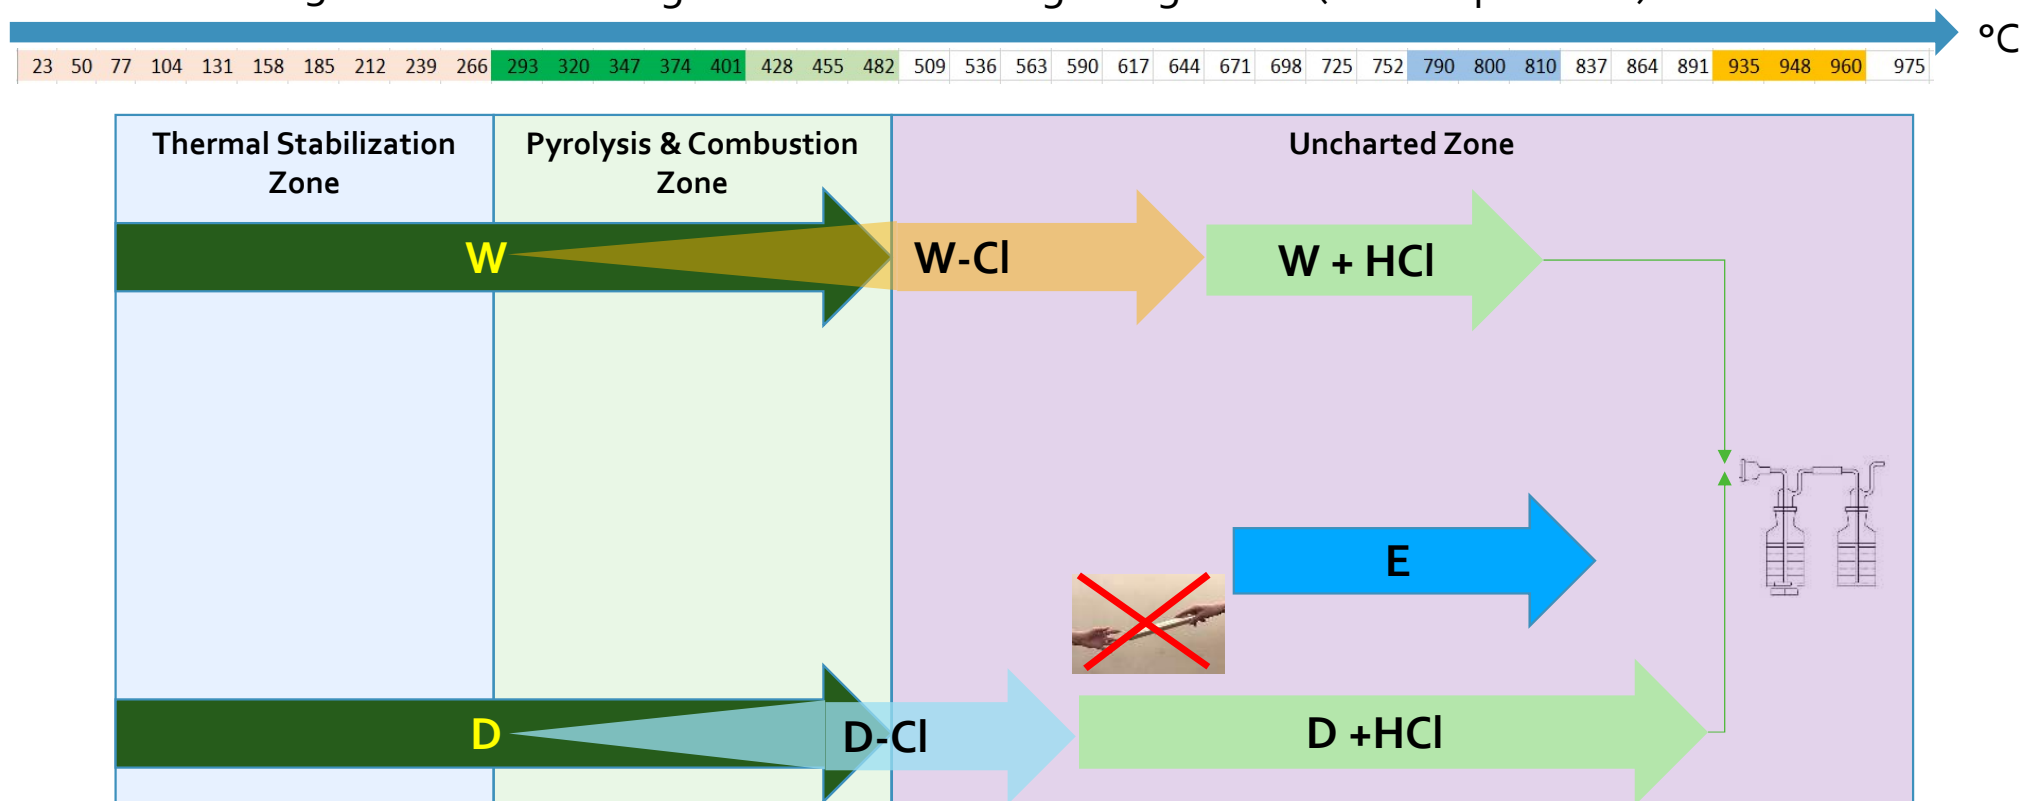 °C
23 50 77 104 131 158 185 212 239 266 293 320 347 374 401 428 455 482 509 536 563 590 617 644 671 698 725 752 790 800 810 837 864 891 935 948 960 975
Thermal Stabilization
Zone
Pyrolysis & Combustion
Zone
Uncharted Zone
W
W-Cl
W + HCl
E
D
D-Cl
D +HCl